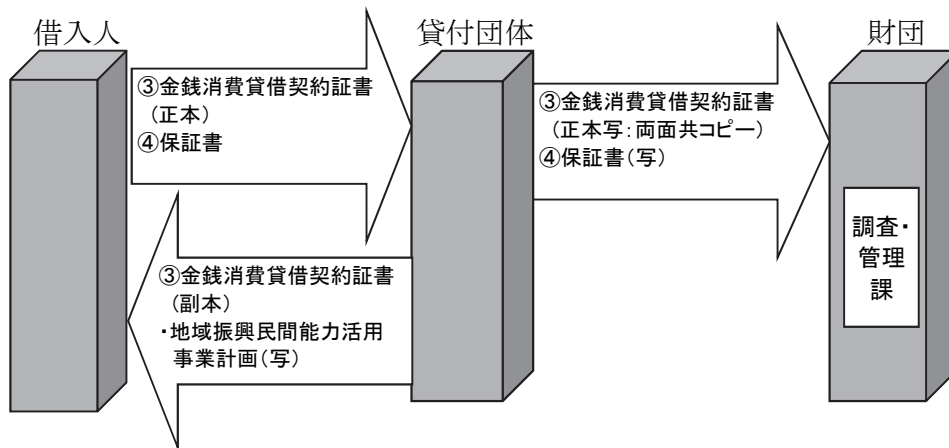 借入人
貸付団体
財団
③金銭消費貸借契約証書
(正本)
④保証書
③金銭消費貸借契約証書
(正本写:両面共コピー)
④保証書(写)
③金銭消費貸借契約証書
(副本)
・地域振興民間能力活用
事業計画(写)
調査・
管理
課